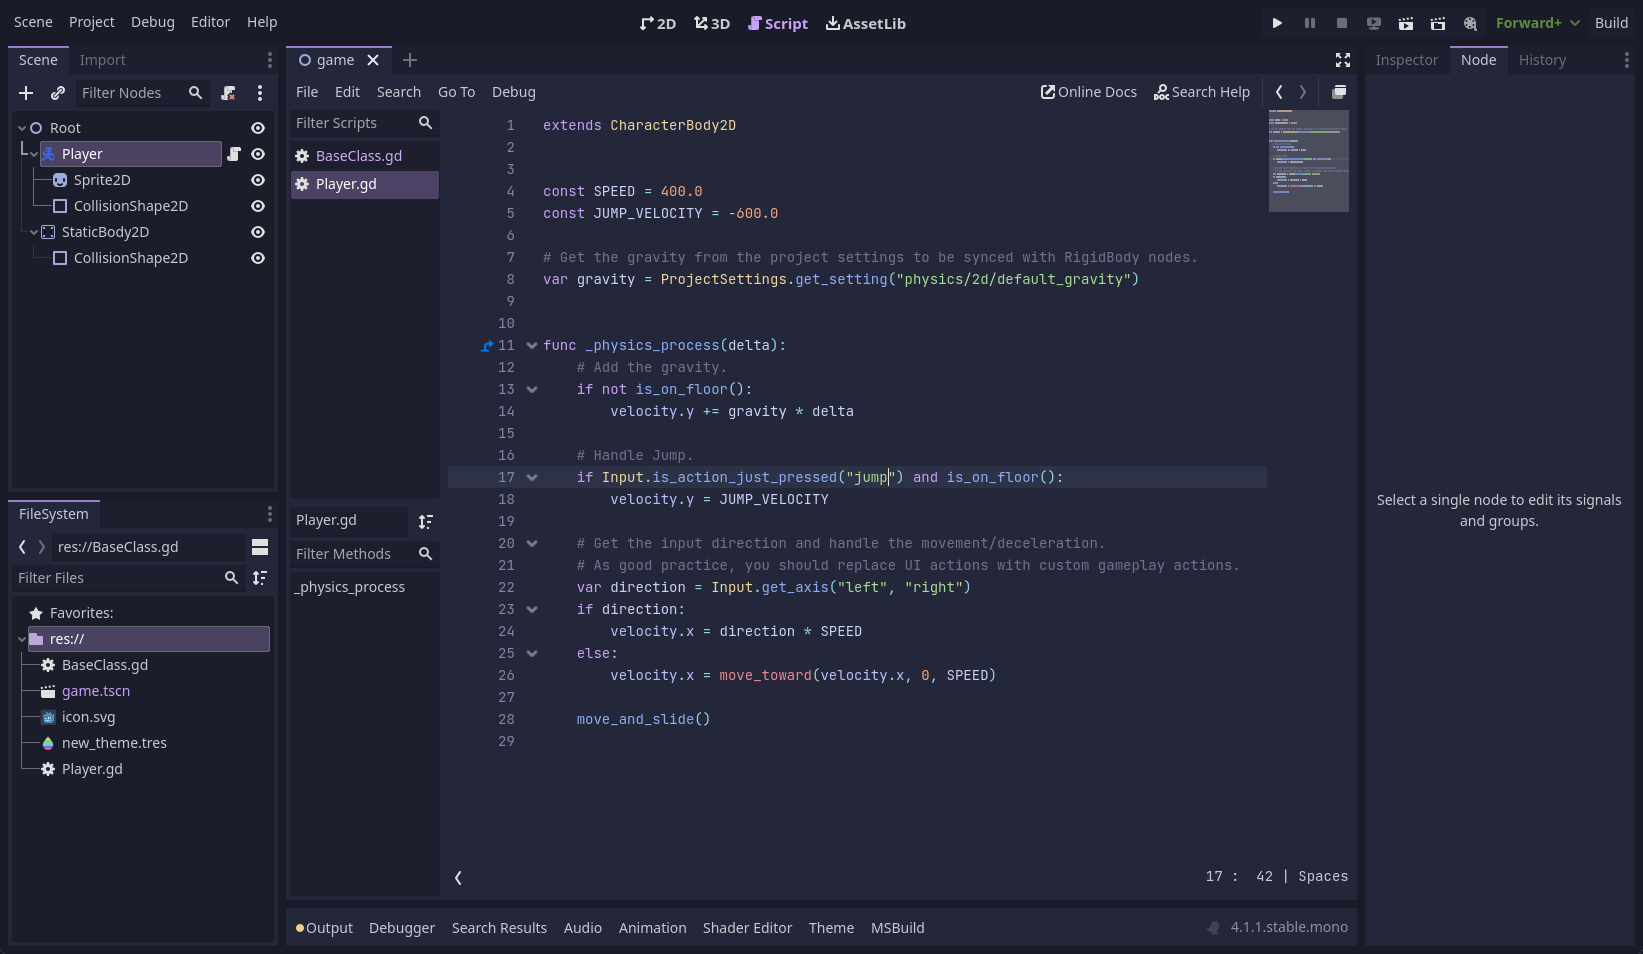 Scene Project Debug Editor Help
2D 3D Script AssetLib
Forward+ Build
Scene Import
Filter Nodes
Root
Player
Sprite2D
CollisionShape2D
StaticBody2D
CollisionShape2D
FileSystem
res://BaseClass.gd
Filter Files
Favorites:
res://
BaseClass.gd
game.tscn
icon.svg
new_theme.tres
Player.gd
game
File Edit Search Go To Debug
Online Docs Search Help
Filter Scripts
BaseClass.gd
Player.gd
Player.gd
Filter Methods
_physics_process
1 extends CharacterBody2D
2
3
4 const SPEED = 400.0
5 const JUMP_VELOCITY = -600.0
6
7 # Get the gravity from the project settings to be synced with RigidBody nodes.
8 var gravity = ProjectSettings.get_setting("physics/2d/default_gravity")
9
10
11 func _physics_process(delta):
12 # Add the gravity.
13 if not is_on_floor():
14 velocity.y += gravity * delta
15
16 # Handle Jump.
17 if Input.is_action_just_pressed("jump") and is_on_floor():
18 velocity.y = JUMP_VELOCITY
19
20 # Get the input direction and handle the movement/deceleration.
21 # As good practice, you should replace UI actions with custom gameplay actions.
22 var direction = Input.get_axis("left", "right")
23 if direction:
24 velocity.x = direction * SPEED
25 else:
26 velocity.x = move_toward(velocity.x, 0, SPEED)
27
28 move_and_slide()
29
17 : 42 | Spaces
Output Debugger Search Results Audio Animation Shader Editor Theme MSBuild
4.1.1.stable.mono
Inspector Node History
Select a single node to edit its signals
and groups.